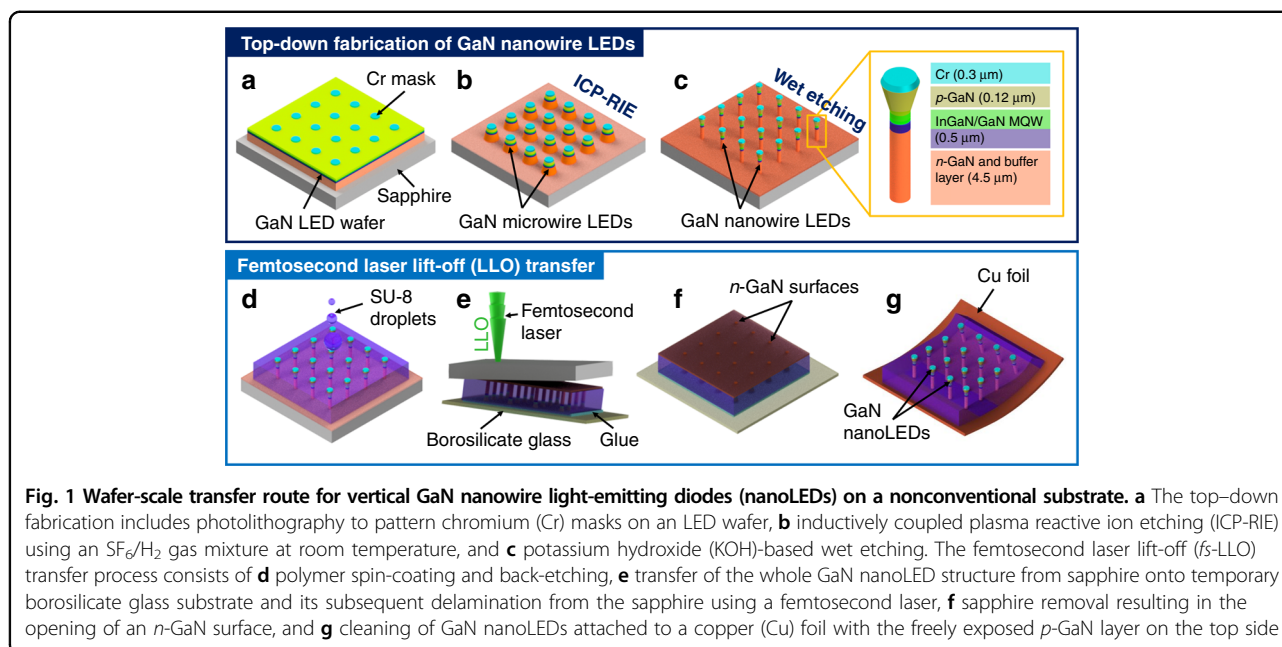 Top-down fabrication of GaN nanowire LEDs
a
Cr mask
Sapphire
GaN LED wafer
b
ICP-RIE
GaN microwire LEDs
c
Wet etching
GaN nanowire LEDs
Cr (0.3 μm)
p-GaN (0.12 μm)
InGaN/GaN MQW
(0.5 μm)
n-GaN and buffer
layer (4.5 μm)
Femtosecond laser lift-off (LLO) transfer
d
SU-8
droplets
e
LLO
Femtosecond
laser
Borosilicate glass
Glue
f
n-GaN surfaces
g
Cu foil
GaN
nanoLEDs
Fig. 1 Wafer-scale transfer route for vertical GaN nanowire light-emitting diodes (nanoLEDs) on a nonconventional substrate. a The top–down
fabrication includes photolithography to pattern chromium (Cr) masks on an LED wafer, b inductively coupled plasma reactive ion etching (ICP-RIE)
using an SF₆/H₂ gas mixture at room temperature, and c potassium hydroxide (KOH)-based wet etching. The femtosecond laser lift-off (fs-LLO)
transfer process consists of d polymer spin-coating and back-etching, e transfer of the whole GaN nanoLED structure from sapphire onto temporary
borosilicate glass substrate and its subsequent delamination from the sapphire using a femtosecond laser, f sapphire removal resulting in the
opening of an n-GaN surface, and g cleaning of GaN nanoLEDs attached to a copper (Cu) foil with the freely exposed p-GaN layer on the top side